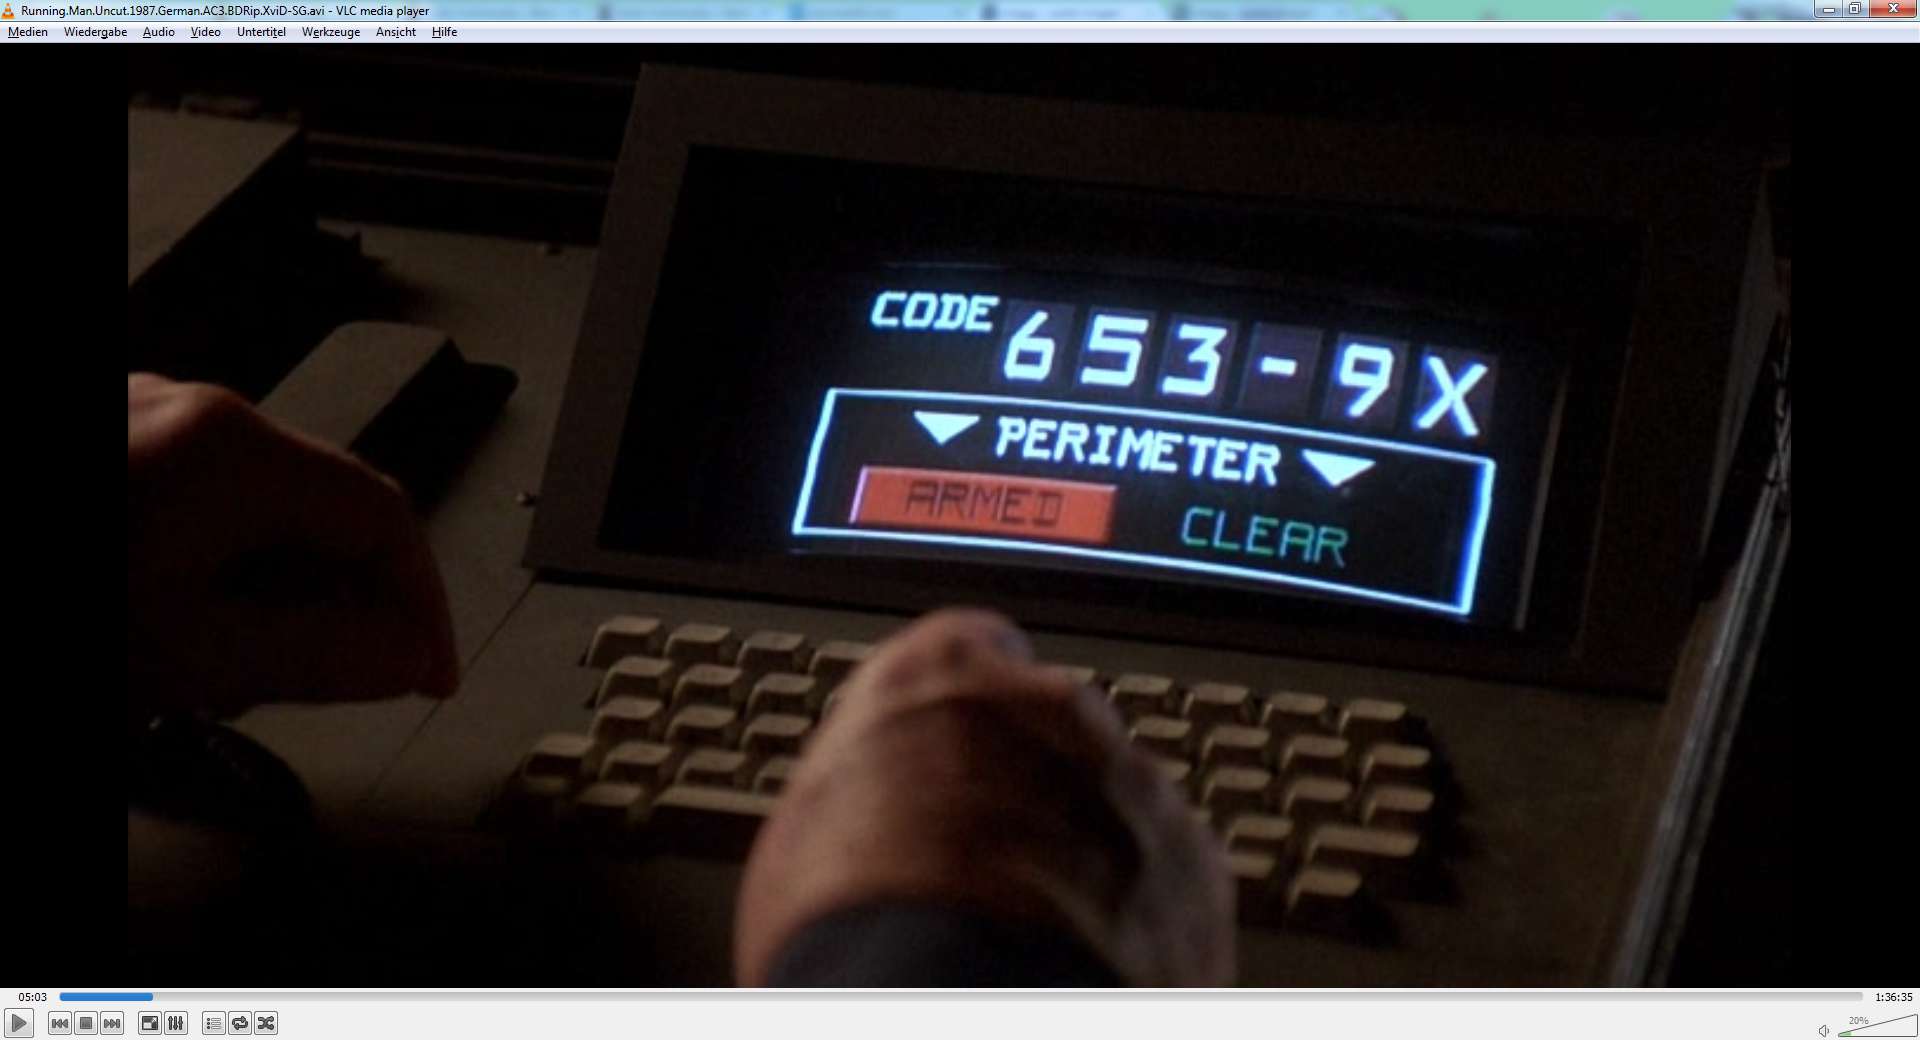 Running.Man.Uncut.1987.German.AC3.BDRip.XviD-SG.avi - VLC media player
Medien Wiedergabe Audio Video Untertitel Werkzeuge Ansicht Hilfe
CODE 653-9X
PERIMETER
ARMED CLEAR
05:03 1:36:35
20%